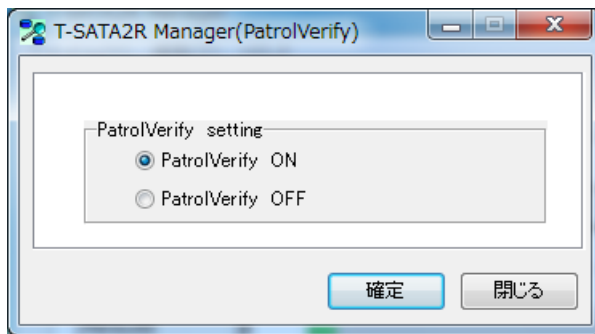 T-SATA2R Manager(PatrolVerify)
PatrolVerify setting
PatrolVerify ON
PatrolVerify OFF
確定
閉じる